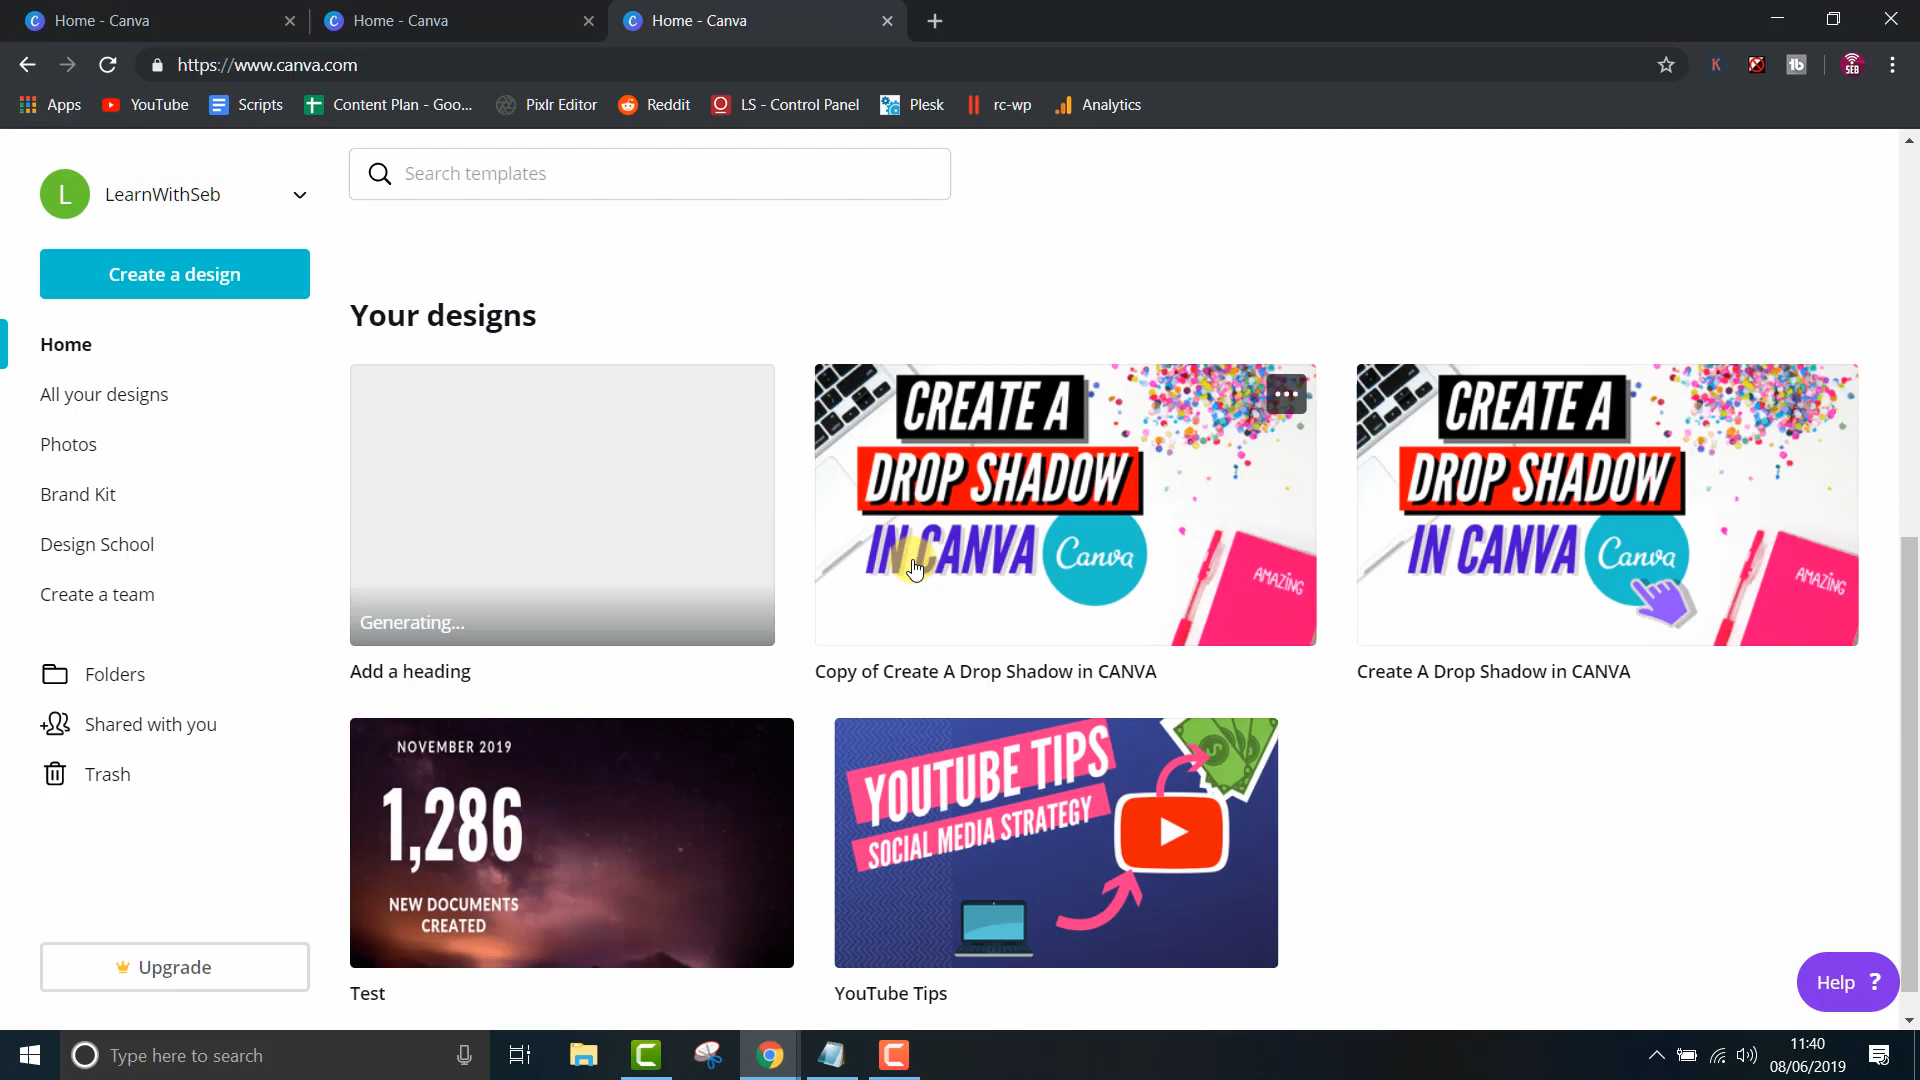 Home - Canva
Home - Canva
Home - Canva
https://www.canva.com
K
tb
SEB
Apps
YouTube
Scripts
Content Plan - Goo...
Pixlr Editor
Reddit
LS - Control Panel
Plesk
rc-wp
Analytics
L
LearnWithSeb
Search templates
Create a design
Home
All your designs
Photos
Brand Kit
Design School
Create a team
Folders
Shared with you
Trash
Upgrade
Your designs
Generating...
Add a heading
CREATE A
DROP SHADOW
IN CANVA
Canva
AMAZING
Copy of Create A Drop Shadow in CANVA
CREATE A
DROP SHADOW
IN CANVA
Canva
AMAZING
Create A Drop Shadow in CANVA
NOVEMBER 2019
1,286
NEW DOCUMENTS
CREATED
Test
YOUTUBE TIPS
SOCIAL MEDIA STRATEGY
YouTube Tips
Help ?
Type here to search
11:40
08/06/2019